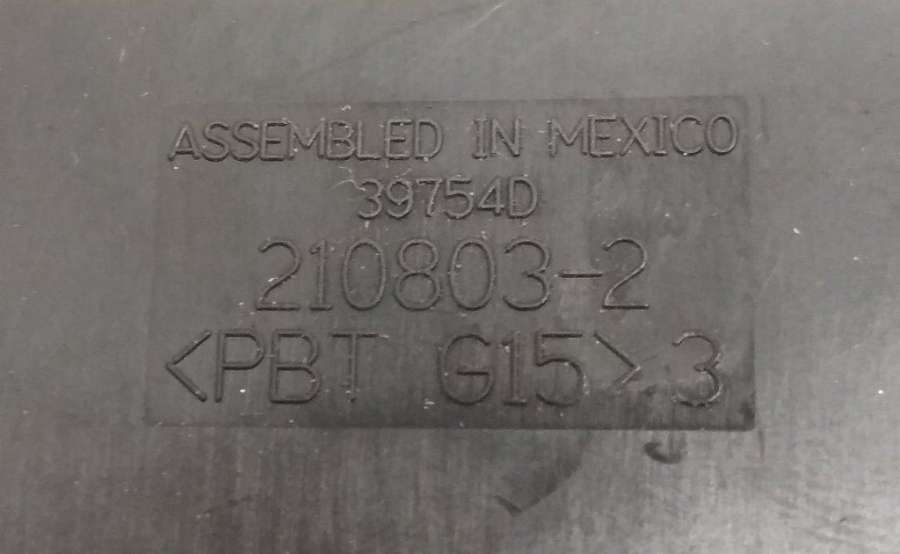 ASSEMBLED IN MEXICO
39754D
210803-2
<PBT G15>3